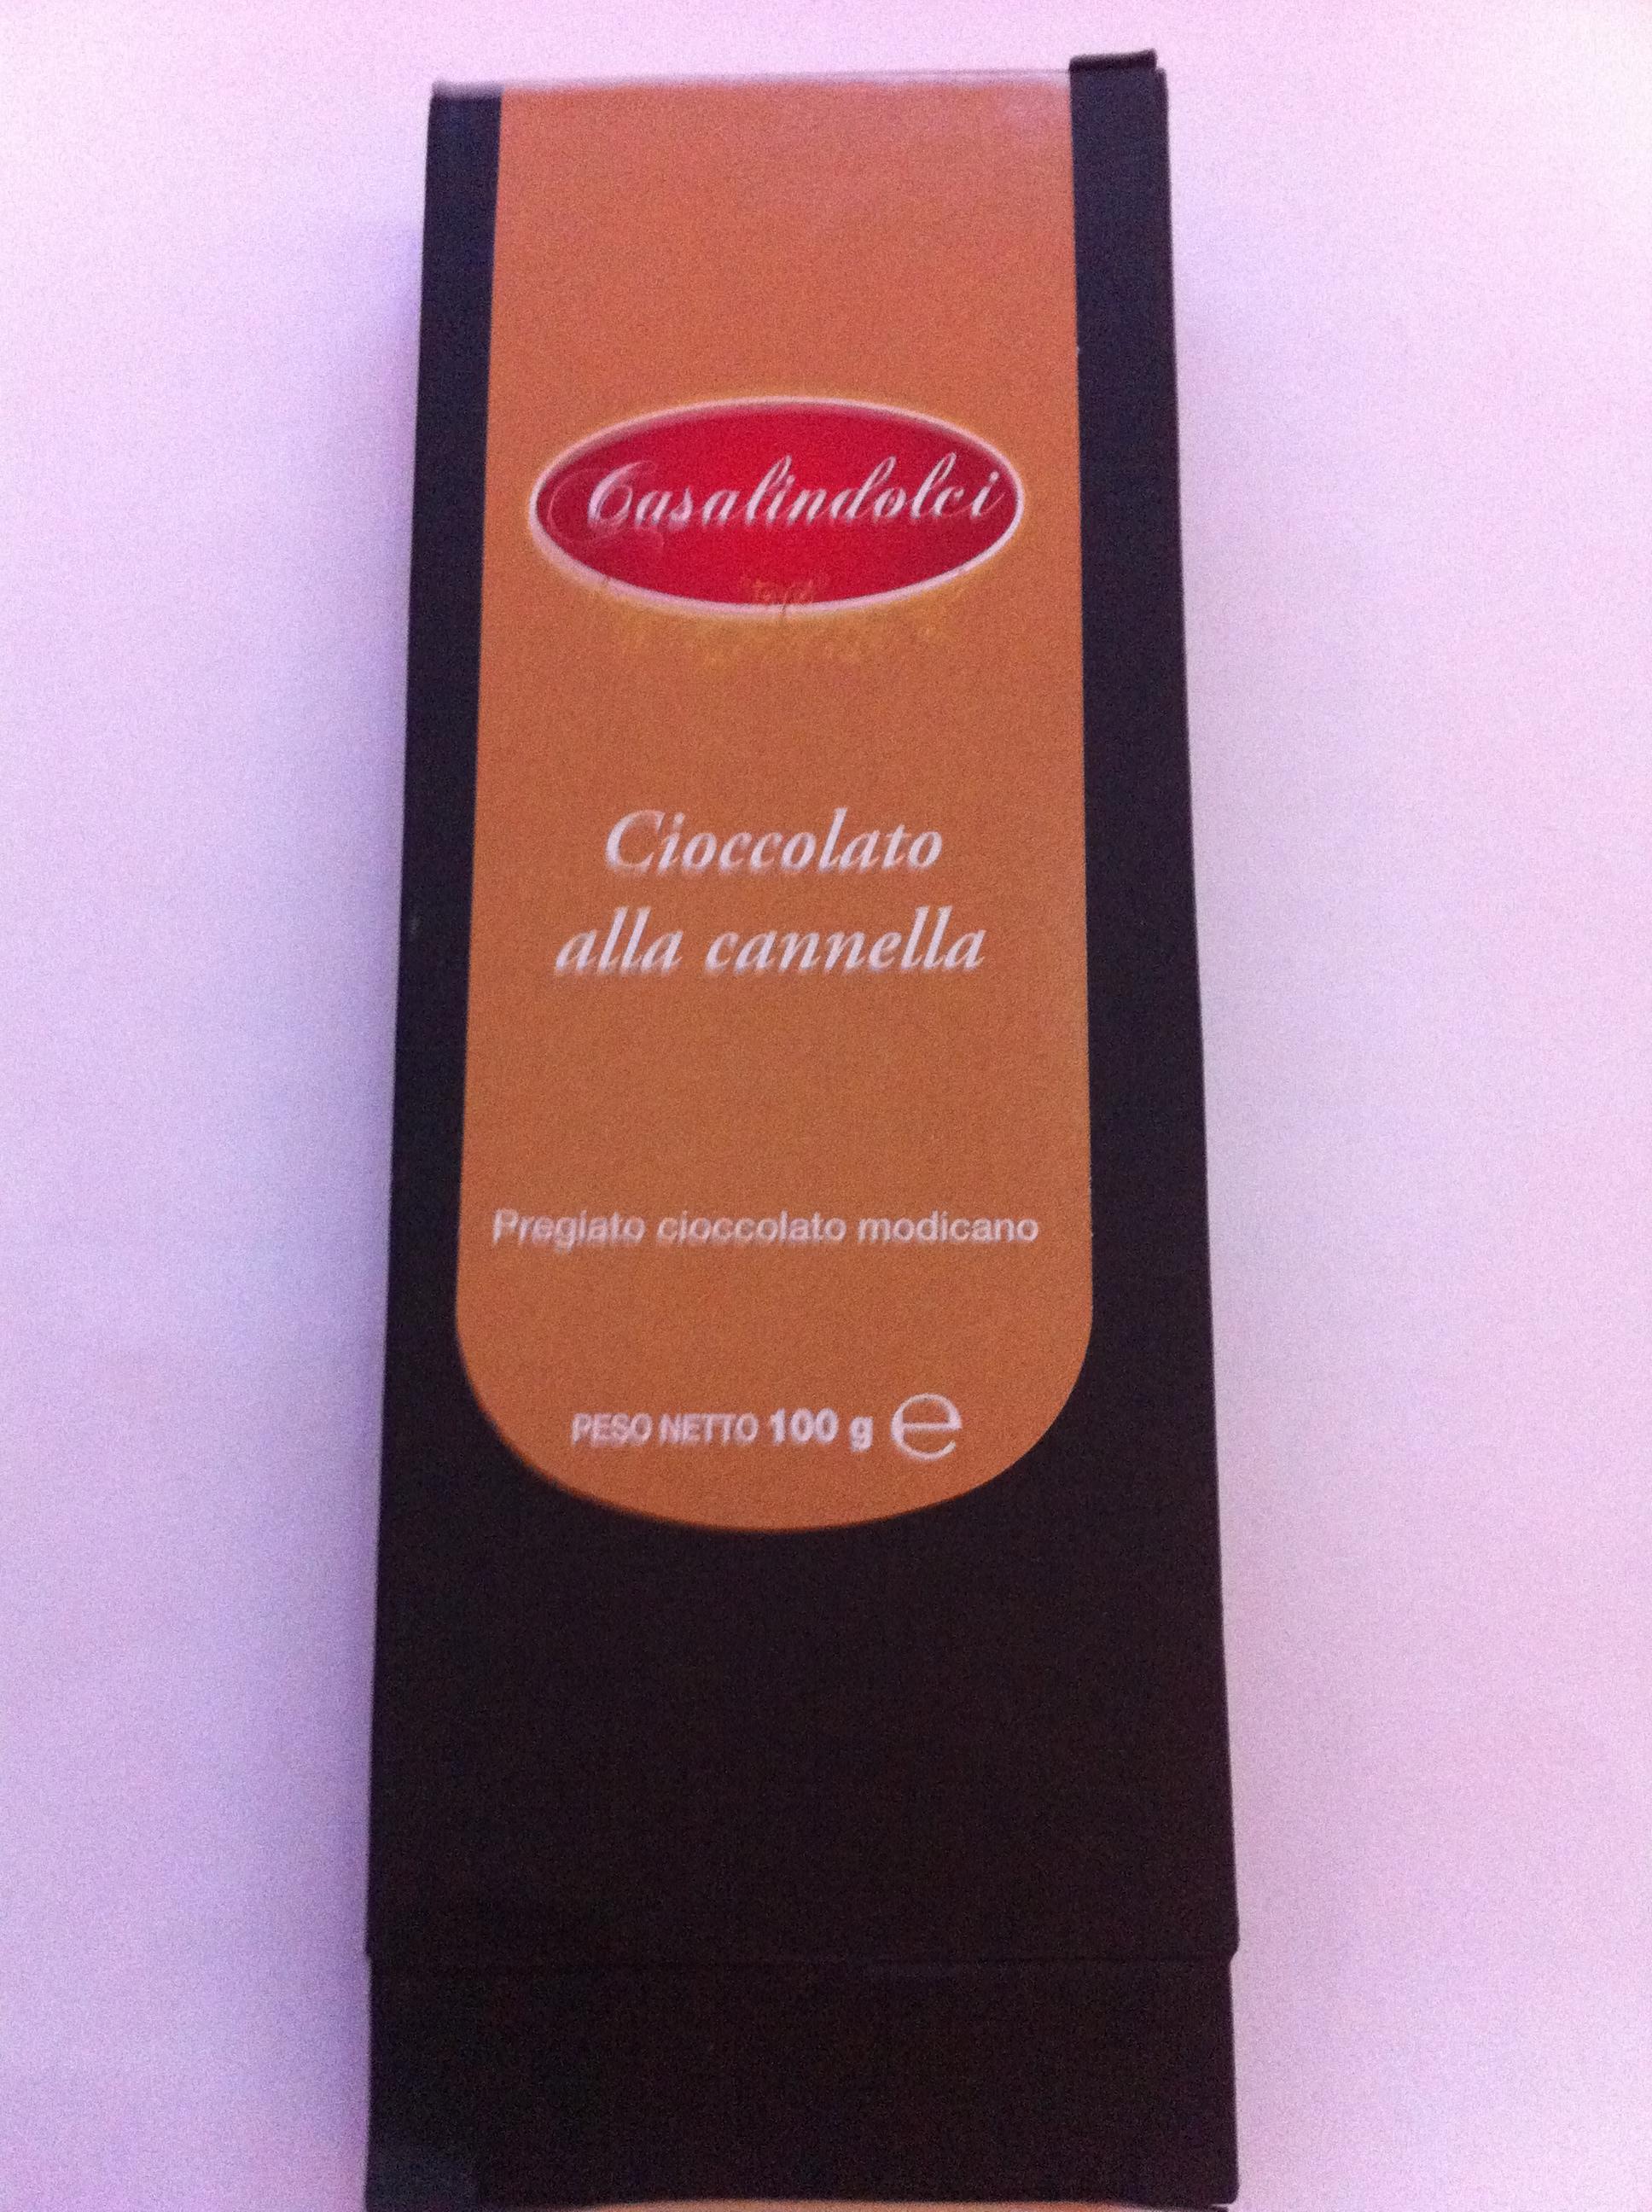 Casalindolci
Cioccolato
alla cannella
Pregiato cioccolato modicano
PESO NETTO 100 g ℮